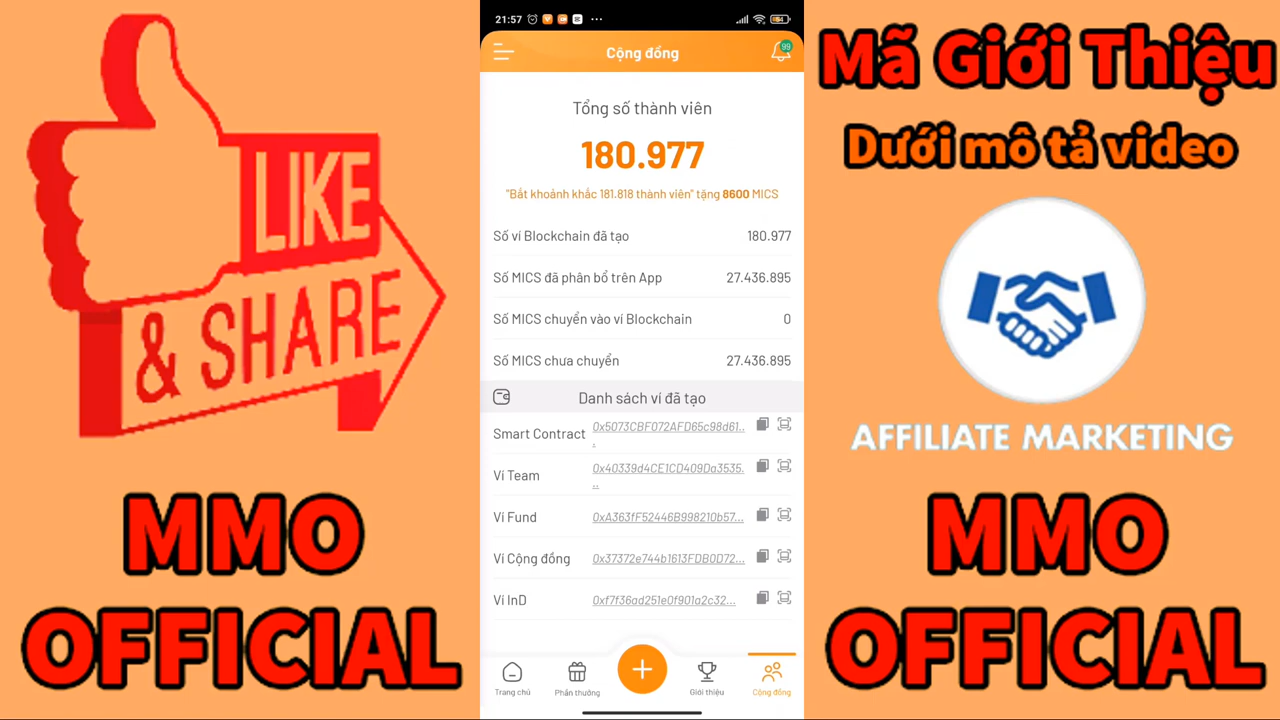 LIKE
& SHARE
MMO
OFFICIAL
21:57
Cộng đồng
99
Tổng số thành viên
180.977
"Bắt khoảnh khắc 181.818 thành viên" tặng 8600 MICS
Số ví Blockchain đã tạo 180.977
Số MICS đã phân bổ trên App 27.436.895
Số MICS chuyển vào ví Blockchain 0
Số MICS chưa chuyển 27.436.895
Danh sách ví đã tạo
Smart Contract 0x5073CBF072AFD65c98d61...
Ví Team 0x40339d4CE1CD409Da3535...
Ví Fund 0xA363fF52446B998210b57...
Ví Cộng đồng 0x37372e744b1613FDB0D72...
Ví InD 0xf7f36ad251e0f901a2c32...
Trang chủ
Phần thưởng
Giới thiệu
Cộng đồng
Mã Giới Thiệu
Dưới mô tả video
AFFILIATE MARKETING
MMO
OFFICIAL